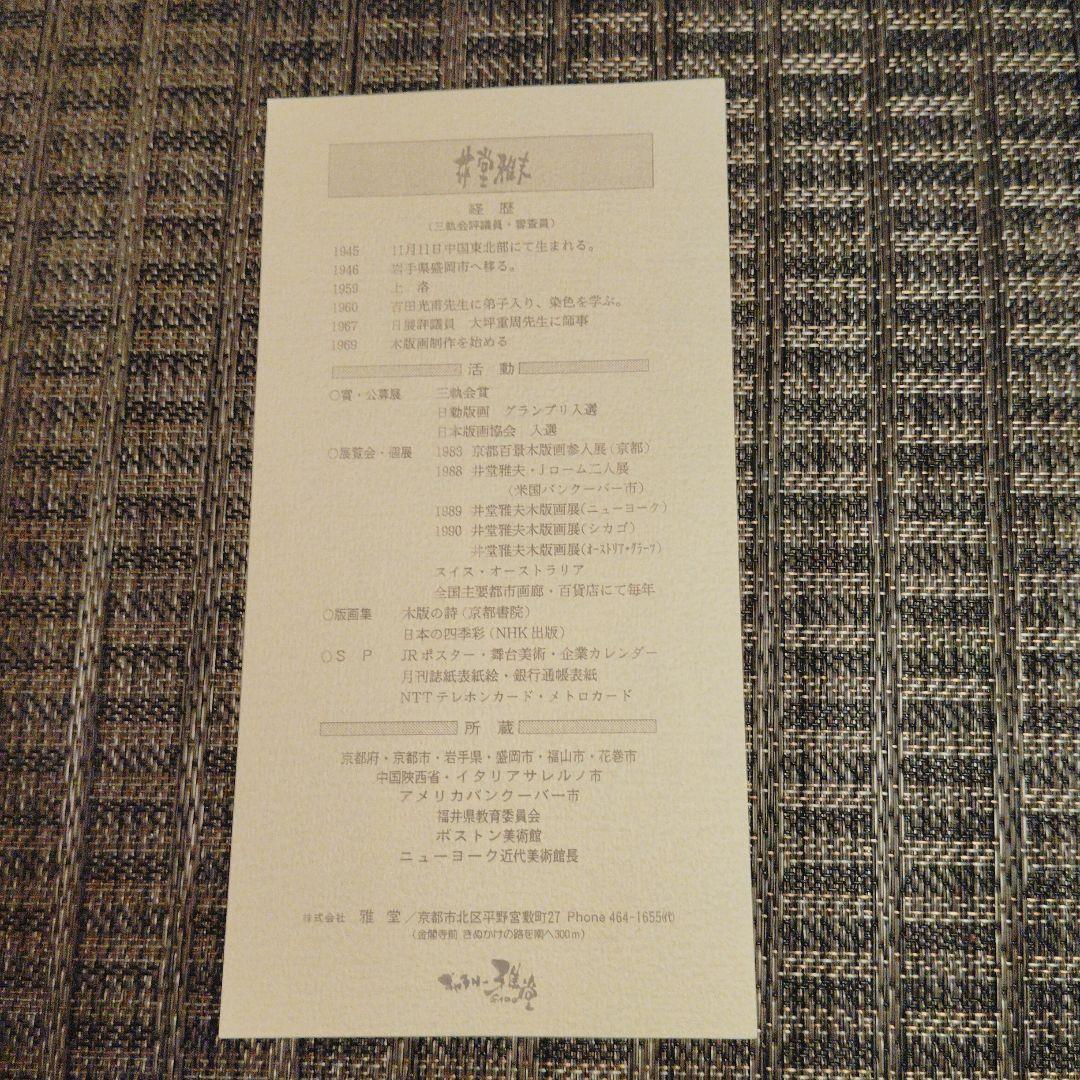 井堂雅夫
経歴
(三軌会評議員・審査員)
1945 11月11日中国東北部にて生まれる。
1946 岩手県盛岡市へ移る。
1959 上洛
1960 吉田光甫先生に弟子入り、染色を学ぶ。
1967 日展評議員 大坪重周先生に師事
1969 木版画制作を始める
活動
○賞・公募展 三軌会賞
日動版画 グランプリ入選
日本版画協会 入選
○展覧会・個展 1983 京都百景木版画参人展(京都)
1988 井堂雅夫・Jローム二人展
(米国バンクーバー市)
1989 井堂雅夫木版画展(ニューヨーク)
1990 井堂雅夫木版画展(シカゴ)
井堂雅夫木版画展(オーストリア・グラーツ)
スイス・オーストラリア
全国主要都市画廊・百貨店にて毎年
○版画集 木版の詩(京都書院)
日本の四季彩(NHK出版)
○SP JRポスター・舞台美術・企業カレンダー
月刊誌紙表紙絵・銀行通帳表紙
NTTテレホンカード・メトロカード
所蔵
京都府・京都市・岩手県・盛岡市・福山市・花巻市
中国陝西省・イタリアサレルノ市
アメリカバンクーバー市
福井県教育委員会
ボストン美術館
ニューヨーク近代美術館長
株式会社 雅堂/京都市北区平野宮敷町27 Phone 464-1655(代)
(金閣寺前 きぬかけの路を南へ300m)
ギャラリー雅堂